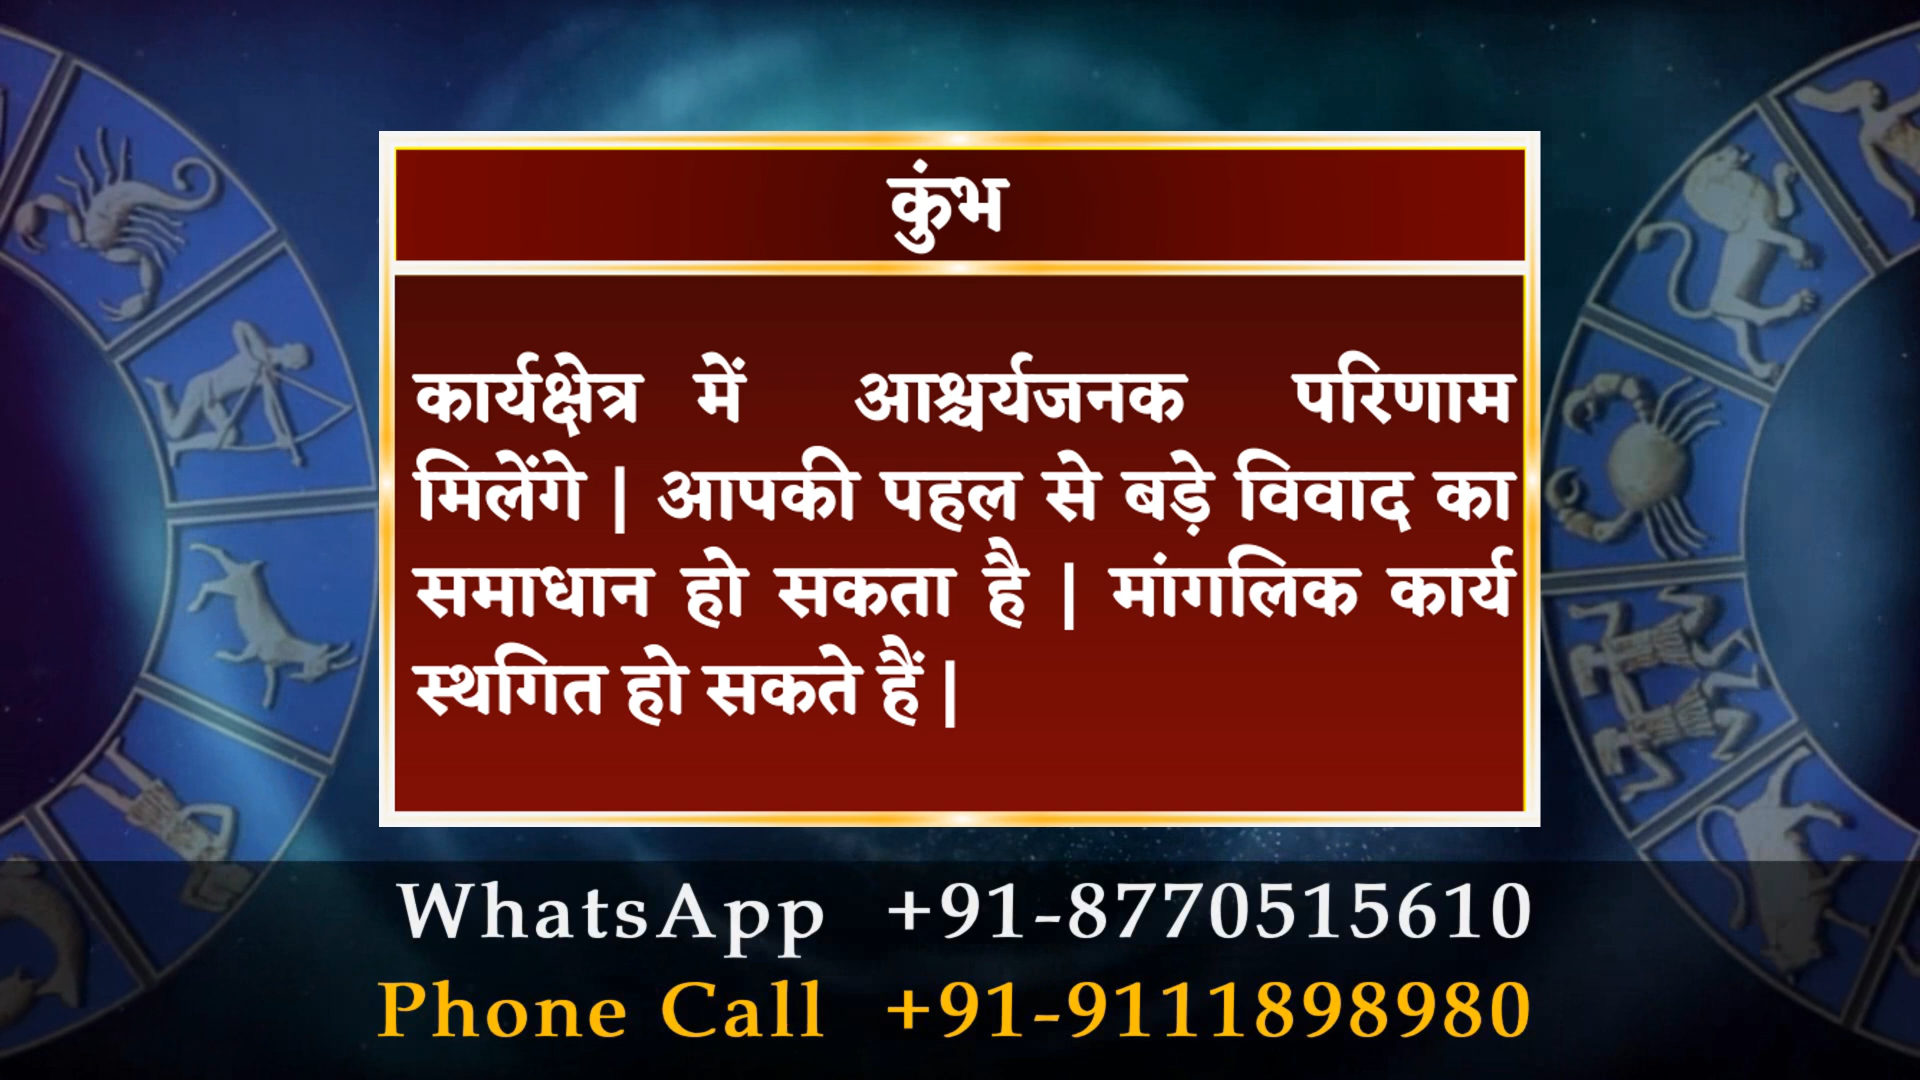 कुंभ
कार्यक्षेत्र में आश्चर्यजनक परिणाम
मिलेंगे | आपकी पहल से बड़े विवाद का
समाधान हो सकता है | मांगलिक कार्य
स्थगित हो सकते हैं |
WhatsApp +91-8770515610
Phone Call +91-9111898980